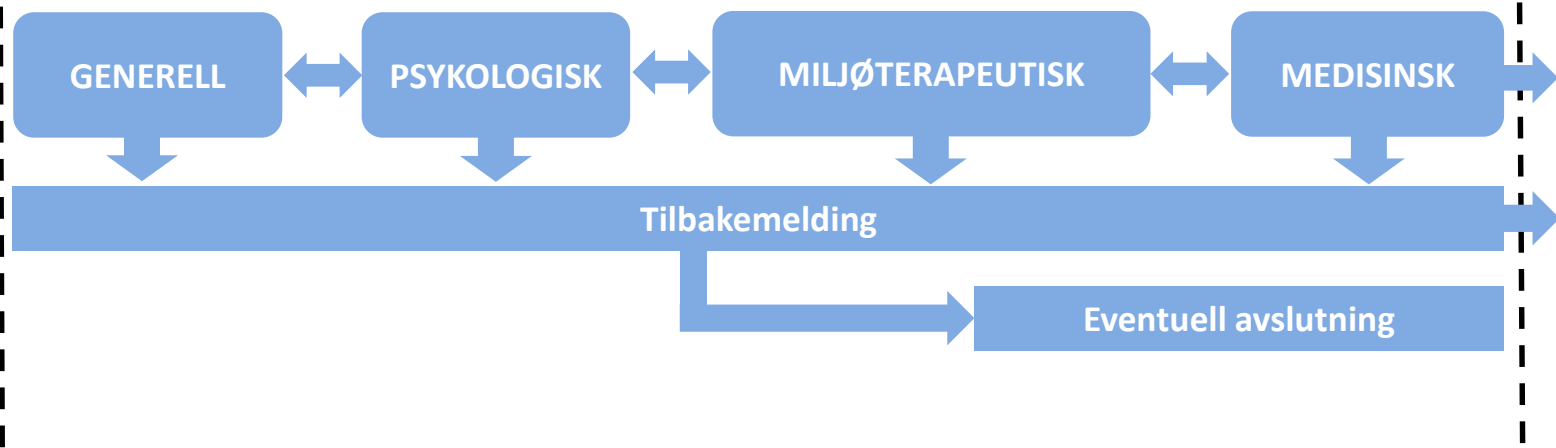 GENERELL
PSYKOLOGISK
MILJØTERAPEUTISK
MEDISINSK
Tilbakemelding
Eventuell avslutning